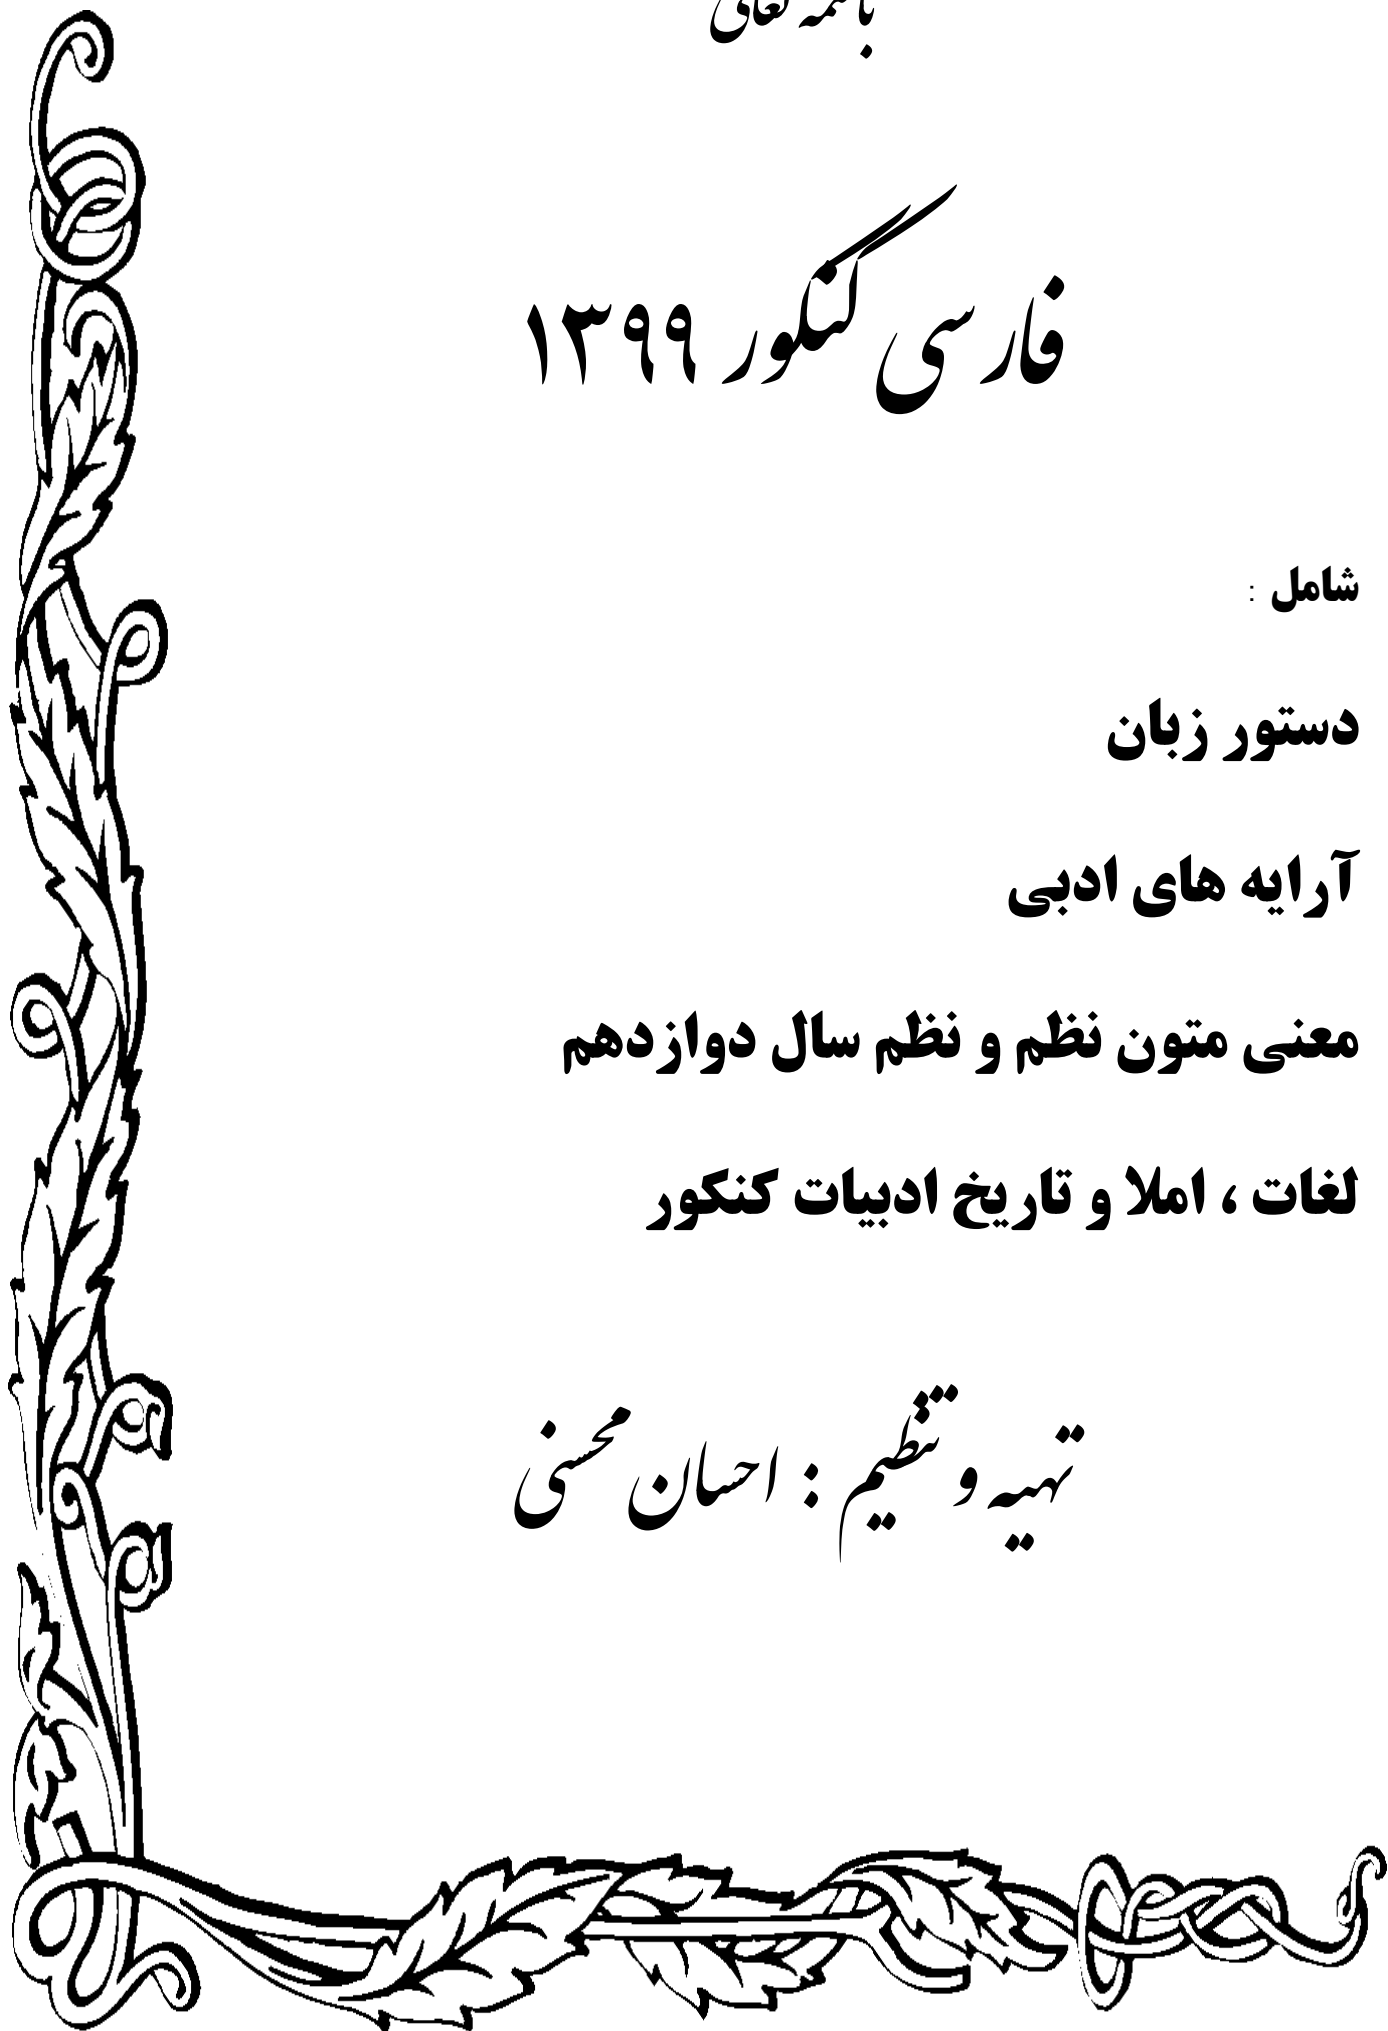 باسمه تعالی
فارسی کنکور ۱۳۹۹
شامل :
دستور زبان
آرایه های ادبی
معنی متون نظم و نظم سال دوازدهم
لغات ، املا و تاریخ ادبیات کنکور
تهیه و تنظیم : احسان محسنی